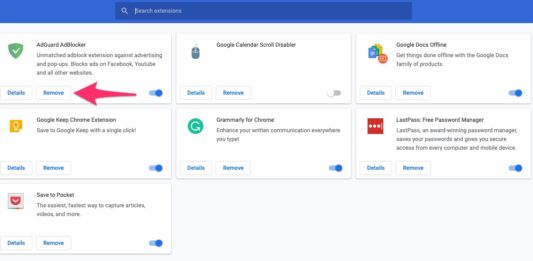 Search extensions
AdGuard AdBlocker
Unmatched adblock extension against advertising
and pop-ups. Blocks ads on Facebook, Youtube
and all other websites.
Details Remove
Google Calendar Scroll Disabler
Details Remove
Google Docs Offline
Get things done offline with the Google Docs
family of products.
Details Remove
Google Keep Chrome Extension
Save to Google Keep with a single click!
Details Remove
Grammarly for Chrome
Enhance your written communication everywhere
you type!
Details Remove
LastPass: Free Password Manager
LastPass, an award-winning password manager,
saves your passwords and gives you secure
access from every computer and mobile device.
Details Remove
Save to Pocket
The easiest, fastest way to capture articles,
videos, and more.
Details Remove